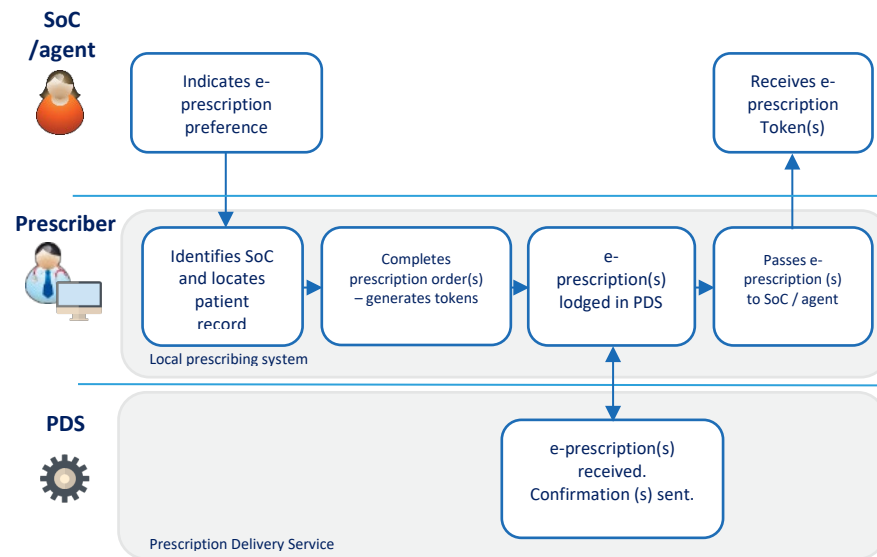 SoC
/agent
Indicates e-
prescription
preference
Receives e-
prescription
Token(s)
Prescriber
Identifies SoC
and locates
patient
record
Completes
prescription order(s)
– generates tokens
e-
prescription(s)
lodged in PDS
Passes e-
prescription (s)
to SoC / agent
Local prescribing system
PDS
e-prescription(s)
received.
Confirmation (s) sent.
Prescription Delivery Service